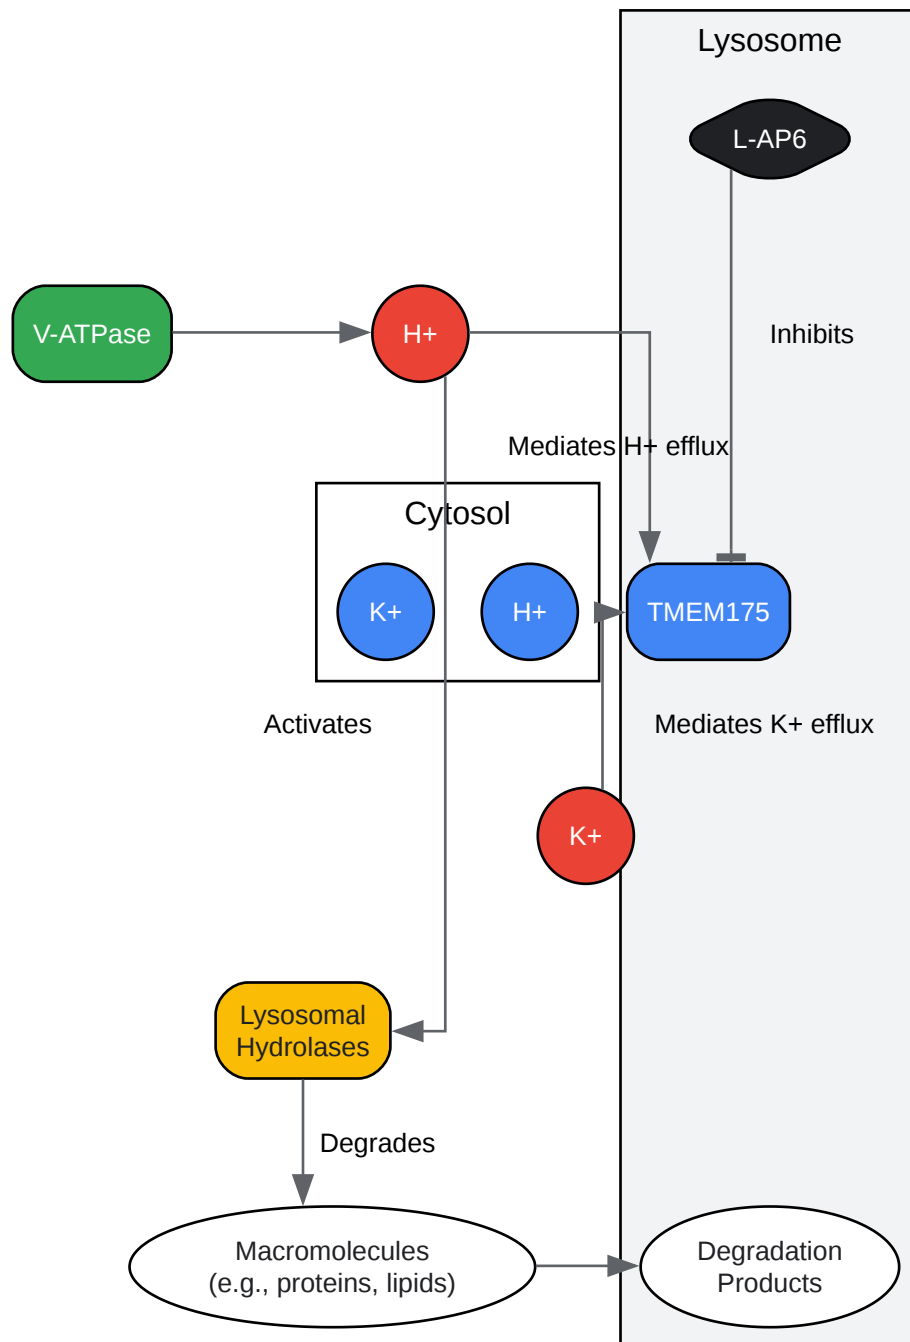 Lysosome
L-AP6
V-ATPase
H+
Inhibits
Mediates H+ efflux
Cytosol
K+
H+
TMEM175
Activates
Mediates K+ efflux
K+
Lysosomal
Hydrolases
Degrades
Macromolecules
(e.g., proteins, lipids)
Degradation
Products